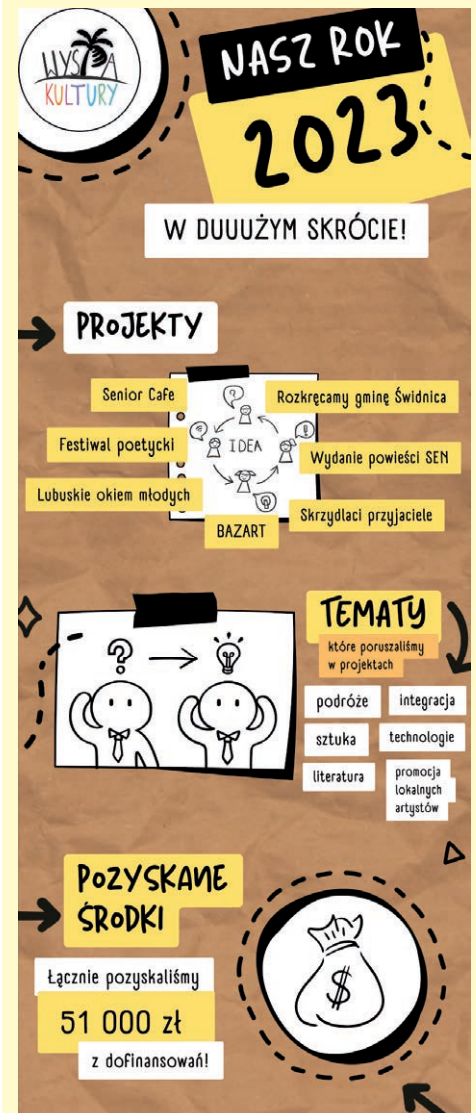 WYSPA
KULTURY
NASZ ROK
2023
W DUUUŻYM SKRÓCIE!
PROJEKTY
Senior Cafe
Rozkręcamy gminę Świdnica
Festiwal poetycki
IDEA
Wydanie powieści SEN
Lubuskie okiem młodych
Skrzydlaci przyjaciele
BAZART
TEMATY
które poruszaliśmy
w projektach
podróże
integracja
sztuka
technologie
literatura
promocja
lokalnych
artystów
POZYSKANE
ŚRODKI
Łącznie pozyskaliśmy
51 000 zł
z dofinansowań!